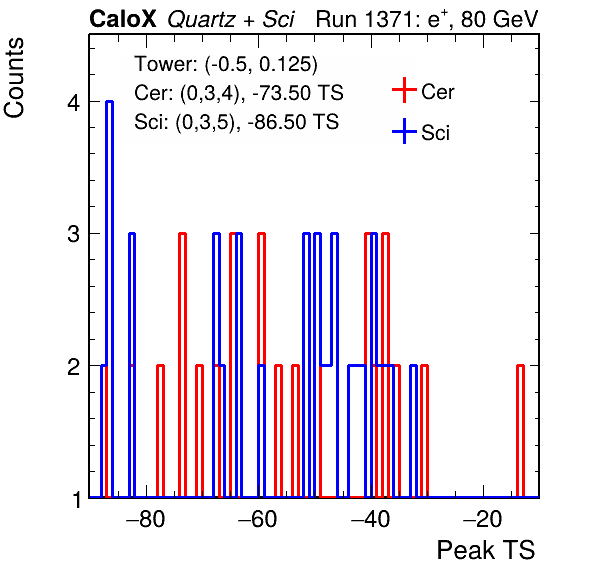 CaloX Quartz + Sci Run 1371: e+, 80 GeV
Tower: (-0.5, 0.125)
Cer: (0,3,4), -73.50 TS
Sci: (0,3,5), -86.50 TS
Cer
Sci
Counts
4
3
2
1
−80 −60 −40 −20
Peak TS